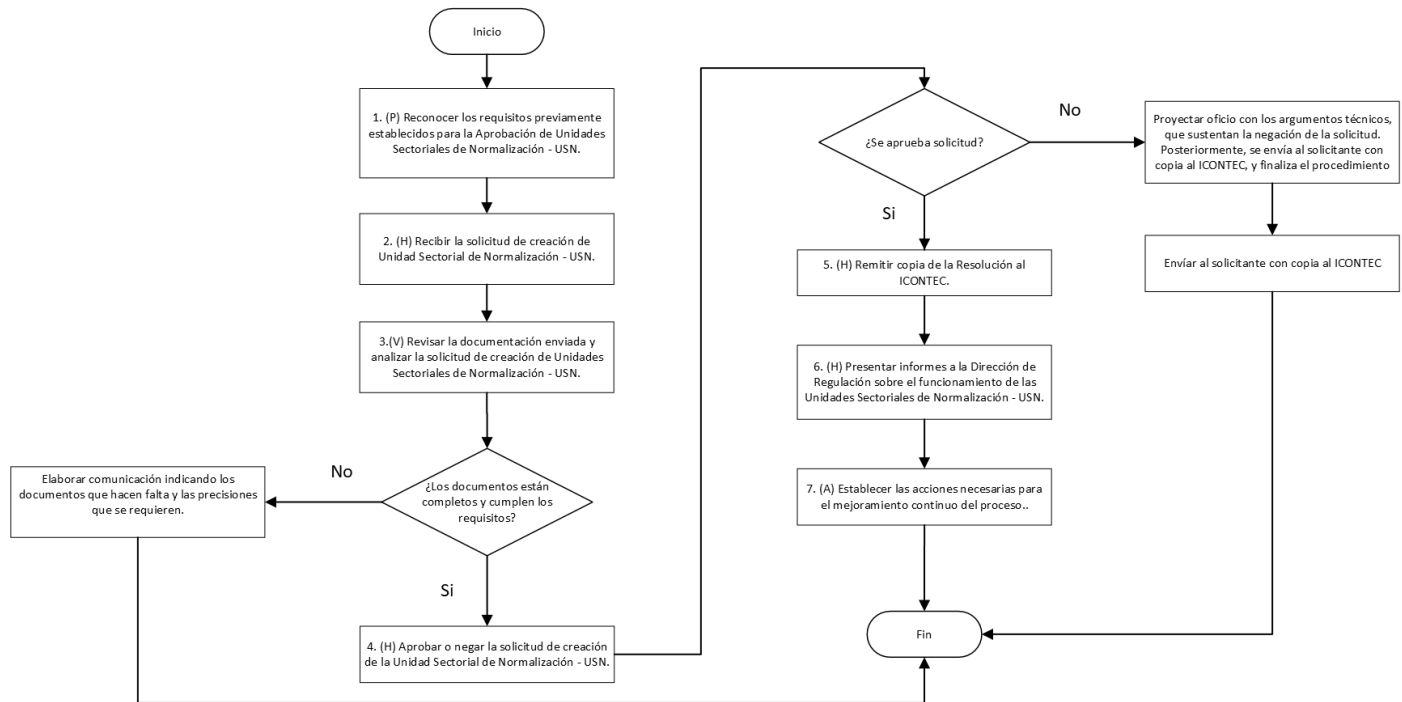 Inicio
1. (P) Reconocer los requisitos previamente
establecidos para la Aprobación de Unidades
Sectoriales de Normalización - USN.
2. (H) Recibir la solicitud de creación de
Unidad Sectorial de Normalización - USN.
3.(V) Revisar la documentación enviada y
analizar la solicitud de creación de Unidades
Sectoriales de Normalización - USN.
¿Los documentos están
completos y cumplen los
requisitos?
No
Elaborar comunicación indicando los
documentos que hacen falta y las precisiones
que se requieren.
Si
4. (H) Aprobar o negar la solicitud de creación
de la Unidad Sectorial de Normalización - USN.
¿Se aprueba solicitud?
No
Proyectar oficio con los argumentos técnicos,
que sustentan la negación de la solicitud.
Posteriormente, se envía al solicitante con
copia al ICONTEC, y finaliza el procedimiento
Envíar al solicitante con copia al ICONTEC
Si
5. (H) Remitir copia de la Resolución al
ICONTEC.
6. (H) Presentar informes a la Dirección de
Regulación sobre el funcionamiento de las
Unidades Sectoriales de Normalización - USN.
7. (A) Establecer las acciones necesarias para
el mejoramiento continuo del proceso..
Fin